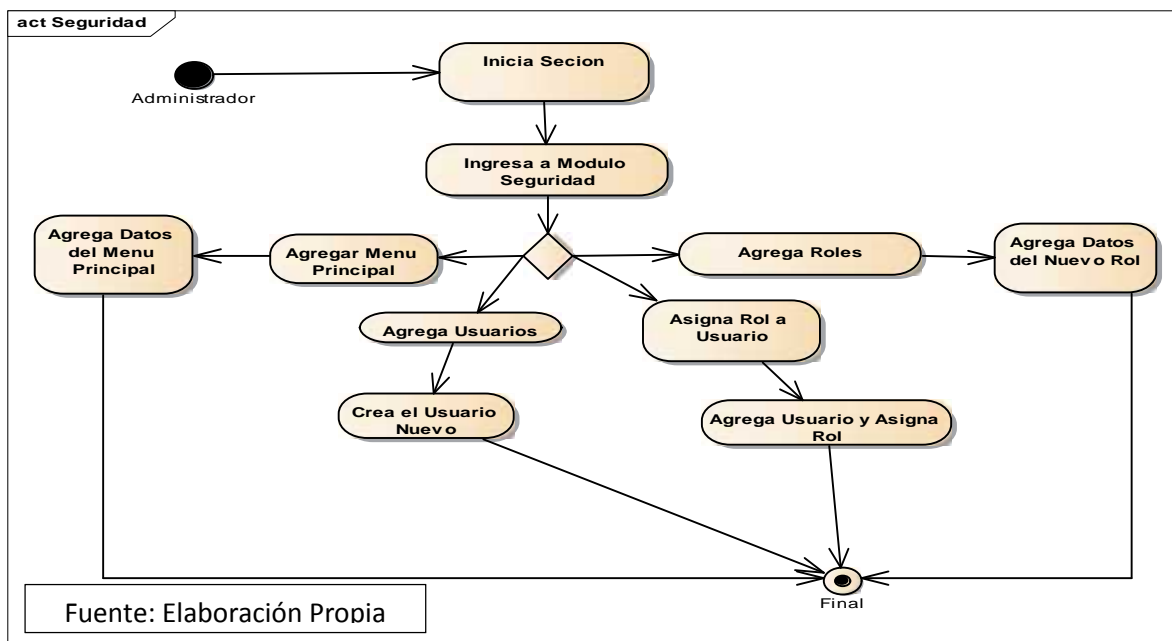 act Seguridad
Inicia Secion
Administrador
Ingresa a Modulo
Seguridad
Agrega Datos
del Menu
Principal
Agregar Menu
Principal
Agrega Roles
Agrega Datos
del Nuevo Rol
Agrega Usuarios
Asigna Rol a
Usuario
Crea el Usuario
Nuevo
Agrega Usuario y Asigna
Rol
Final
Fuente: Elaboración Propia